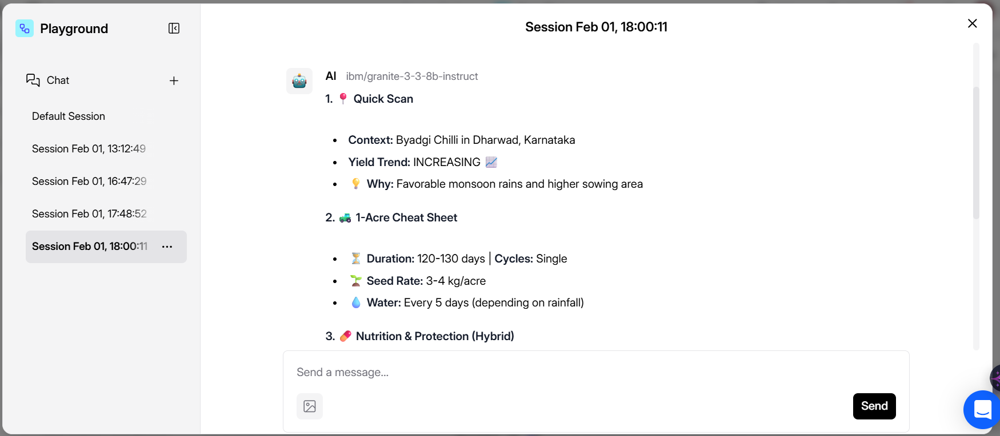 Playground
Chat
Default Session
Session Feb 01, 13:12:49
Session Feb 01, 16:47:29
Session Feb 01, 17:48:52
Session Feb 01, 18:00:11
Session Feb 01, 18:00:11
AI ibm/granite-3-3-8b-instruct
1. 📍 Quick Scan
• Context: Byadgi Chilli in Dharwad, Karnataka
• Yield Trend: INCREASING 📈
• 💡 Why: Favorable monsoon rains and higher sowing area
2. 🚜 1-Acre Cheat Sheet
• ⏳ Duration: 120-130 days | Cycles: Single
• 🌱 Seed Rate: 3-4 kg/acre
• 💧 Water: Every 5 days (depending on rainfall)
3. 💊 Nutrition & Protection (Hybrid)
Send a message...
Send